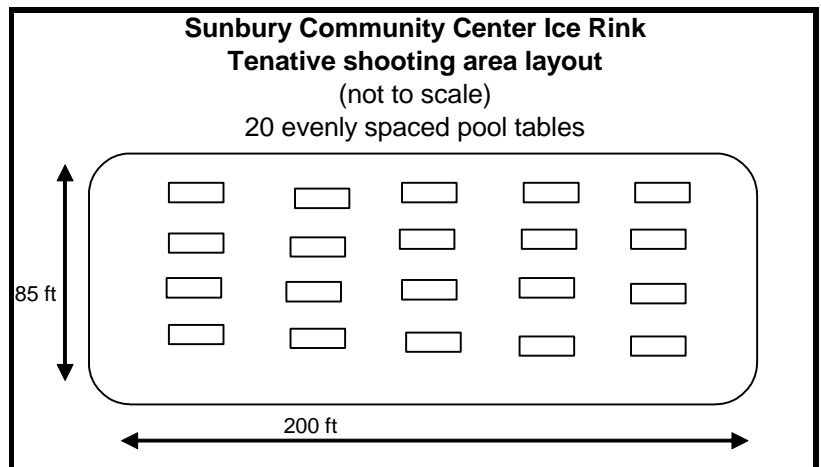 Sunbury Community Center Ice Rink
Tenative shooting area layout
(not to scale)
20 evenly spaced pool tables
85 ft
200 ft